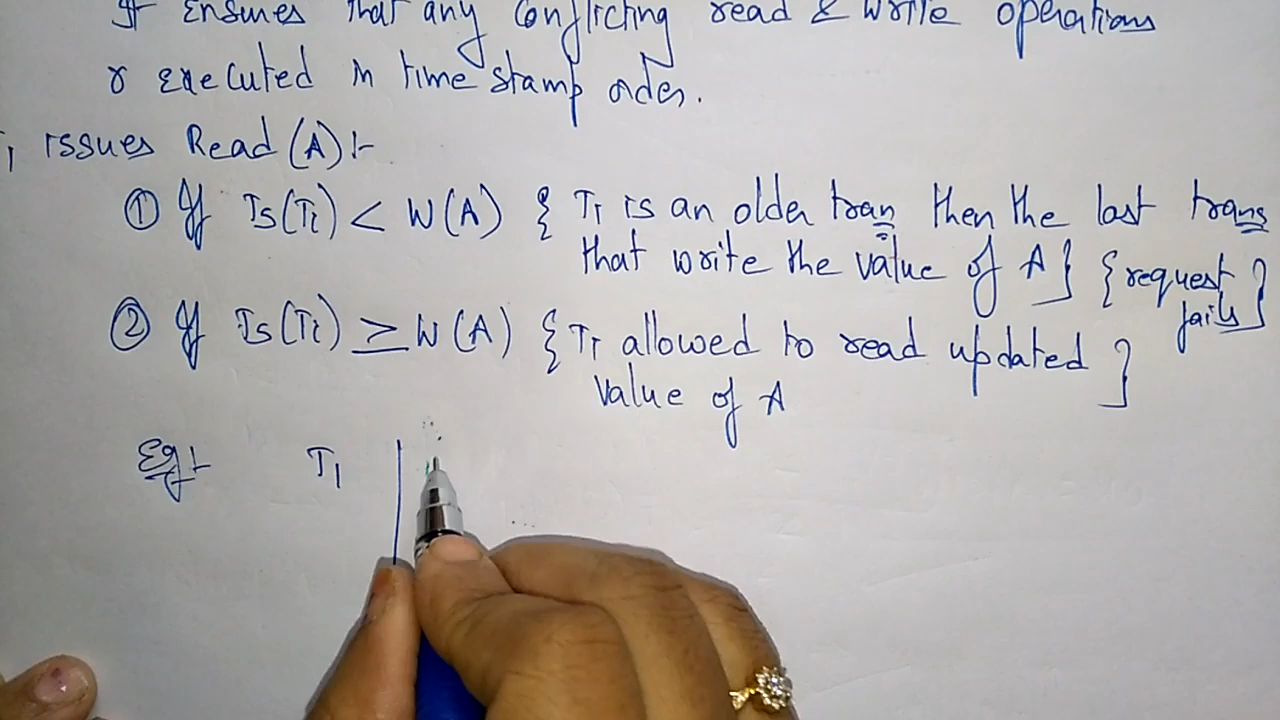 It ensures that any conflicting read & write operations
r executed in time stamp order.
T1 issues Read (A) :-
① If Ts(Ti) < W(A) { Ti is an older tran then the last trans
that write the value of A } { request fails }
② If Ts(Ti) ≥ W(A) { Ti allowed to read updated
value of A }
Eg:- T1